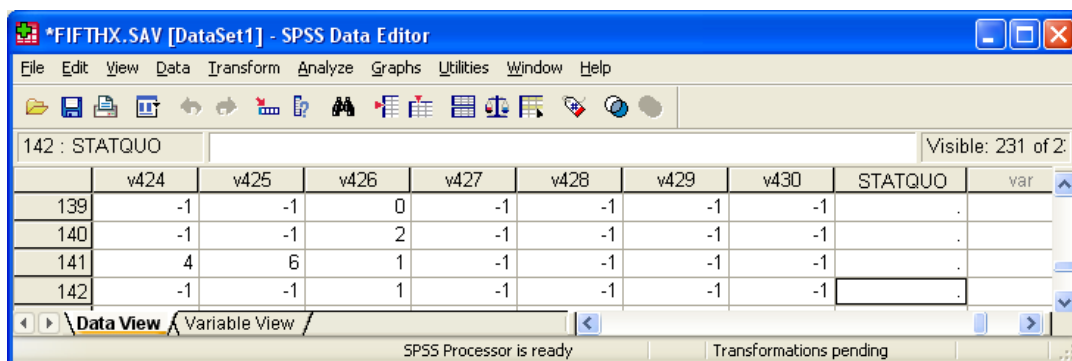 *FIFTHX.SAV [DataSet1] - SPSS Data Editor
File Edit View Data Transform Analyze Graphs Utilities Window Help
142 : STATQUO Visible: 231 of 2
v424 v425 v426 v427 v428 v429 v430 STATQUO var
139 -1 -1 0 -1 -1 -1 -1 .
140 -1 -1 2 -1 -1 -1 -1 .
141 4 6 1 -1 -1 -1 -1 .
142 -1 -1 1 -1 -1 -1 -1 .
Data View Variable View
SPSS Processor is ready Transformations pending